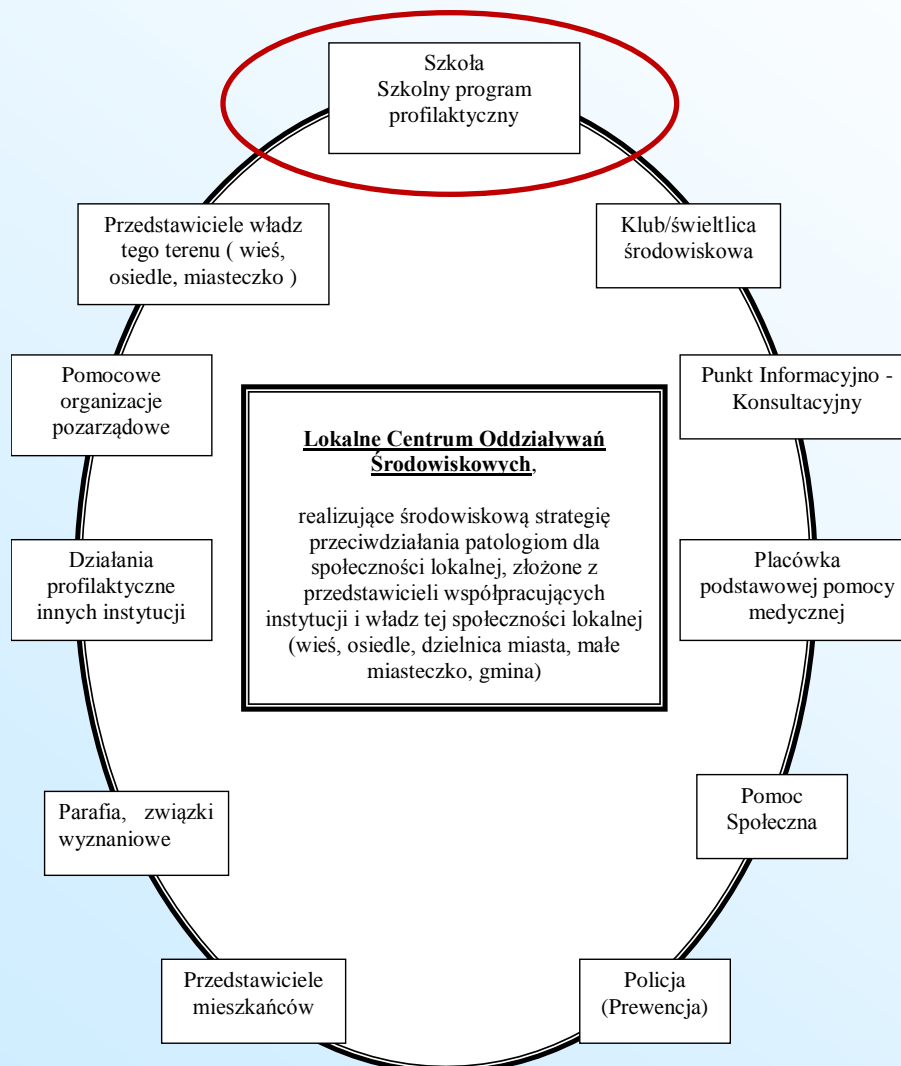 Szkoła
Szkolny program
profilaktyczny
Przedstawiciele władz
tego terenu ( wieś,
osiedle, miasteczko )
Klub/świeltlica
środowiskowa
Pomocowe
organizacje
pozarządowe
Punkt Informacyjno -
Konsultacyjny
Lokalne Centrum Oddziaływań
Środowiskowych,
realizujące środowiskową strategię
przeciwdziałania patologiom dla
społeczności lokalnej, złożone z
przedstawicieli współpracujących
instytucji i władz tej społeczności lokalnej
(wieś, osiedle, dzielnica miasta, małe
miasteczko, gmina)
Działania
profilaktyczne
innych instytucji
Placówka
podstawowej pomocy
medycznej
Parafia, związki
wyznaniowe
Pomoc
Społeczna
Przedstawiciele
mieszkańców
Policja
(Prewencja)